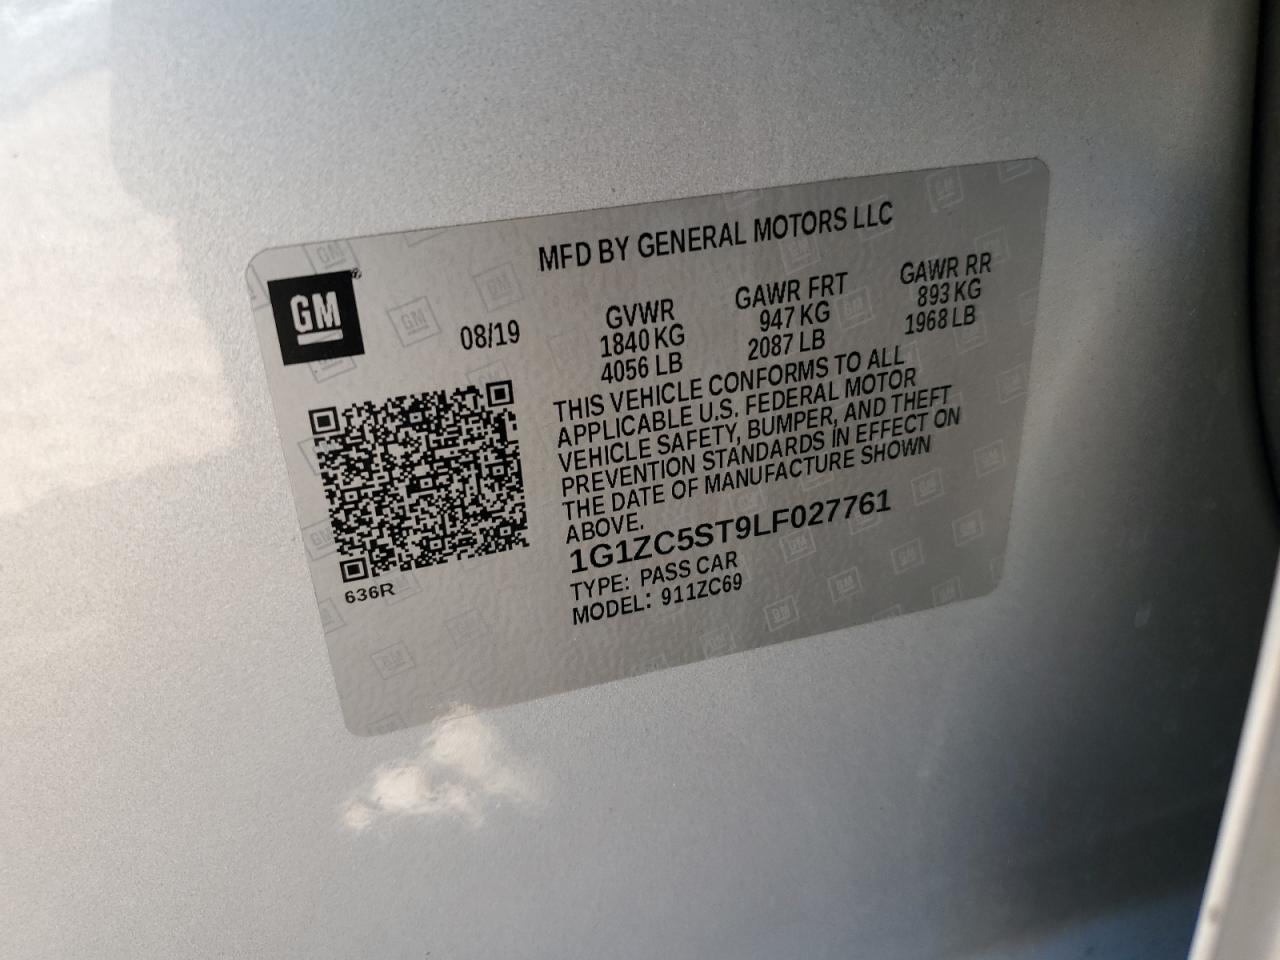 MFD BY GENERAL MOTORS LLC
GM
®
08/19
GVWR GAWR FRT GAWR RR
1840 KG 947 KG 893 KG
4056 LB 2087 LB 1968 LB
THIS VEHICLE CONFORMS TO ALL
APPLICABLE U.S. FEDERAL MOTOR
VEHICLE SAFETY, BUMPER, AND THEFT
PREVENTION STANDARDS IN EFFECT ON
THE DATE OF MANUFACTURE SHOWN
ABOVE.
1G1ZC5ST9LF027761
TYPE: PASS CAR
MODEL: 911ZC69
636R